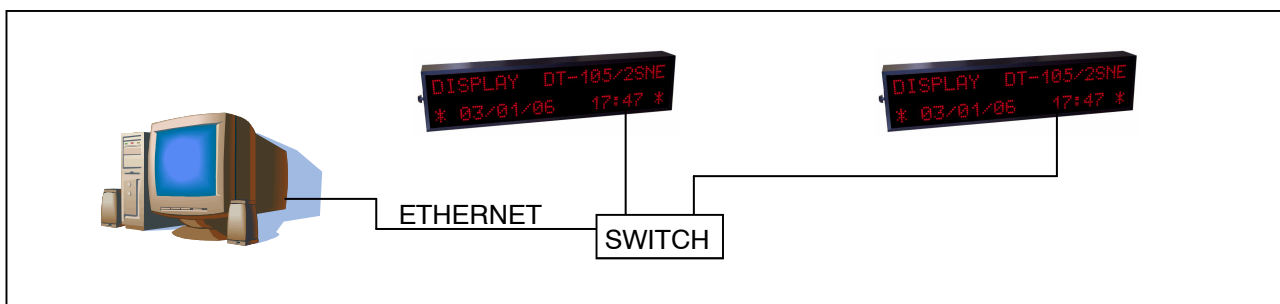 DISPLAY DT-105/2SNE
* 03/01/06 17:47 *
DISPLAY DT-105/2SNE
* 03/01/06 17:47 *
ETHERNET
SWITCH